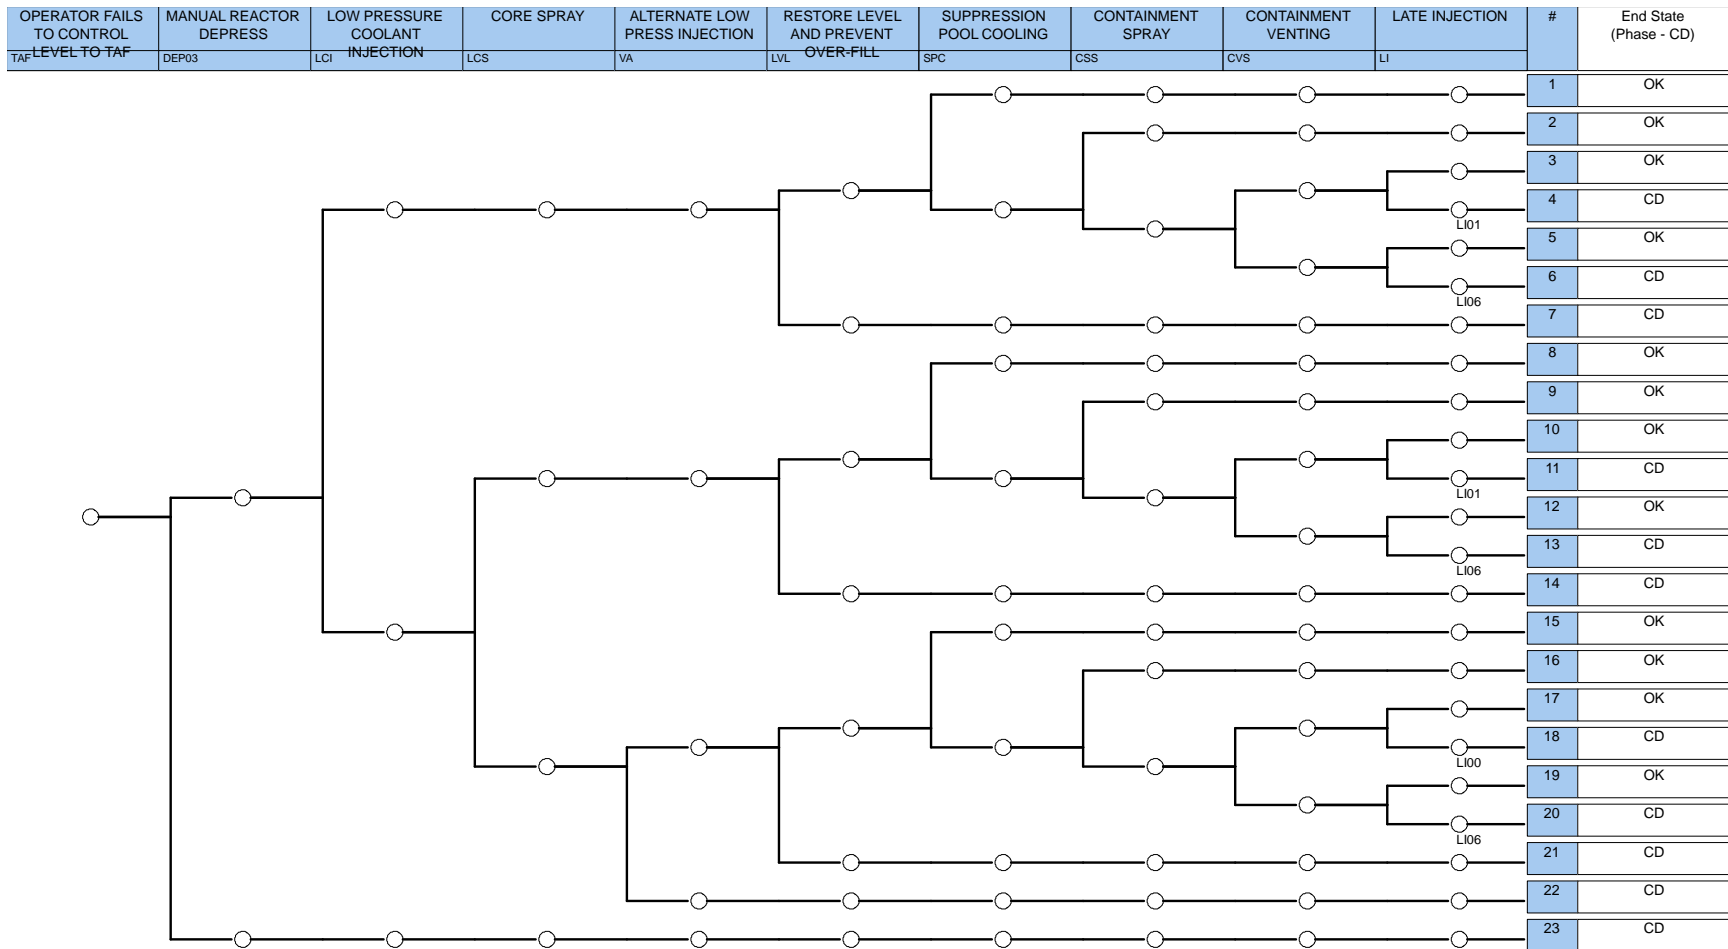 OPERATOR FAILS
TO CONTROL
LEVEL TO TAF
TAF
MANUAL REACTOR
DEPRESS
DEP03
LOW PRESSURE
COOLANT
INJECTION
LCI
CORE SPRAY
LCS
ALTERNATE LOW
PRESS INJECTION
VA
RESTORE LEVEL
AND PREVENT
OVER-FILL
LVL
SUPPRESSION
POOL COOLING
SPC
CONTAINMENT
SPRAY
CSS
CONTAINMENT
VENTING
CVS
LATE INJECTION
LI
#
End State
(Phase - CD)
1 OK
2 OK
3 OK
4 CD
LI01
5 OK
6 CD
LI06
7 CD
8 OK
9 OK
10 OK
11 CD
LI01
12 OK
13 CD
LI06
14 CD
15 OK
16 OK
17 OK
18 CD
LI00
19 OK
20 CD
LI06
21 CD
22 CD
23 CD